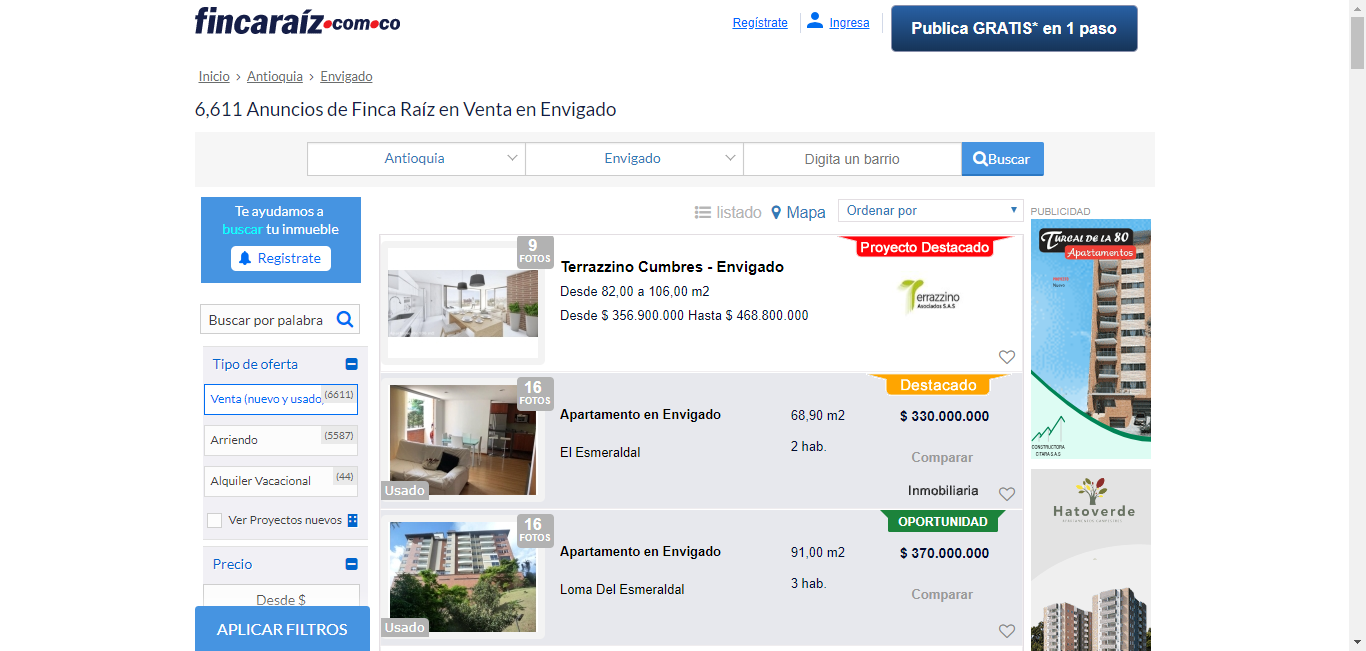 fincaraíz.com.co
Regístrate
Ingresa
Publica GRATIS* en 1 paso
Inicio > Antioquia > Envigado
6,611 Anuncios de Finca Raíz en Venta en Envigado
Antioquia
Envigado
Digita un barrio
Buscar
Te ayudamos a
buscar tu inmueble
Registrate
Buscar por palabra
Tipo de oferta
Venta (nuevo y usado) (6611)
Arriendo (5587)
Alquiler Vacacional (44)
Ver Proyectos nuevos
Precio
Desde $
APLICAR FILTROS
listado
Mapa
Ordenar por
9
FOTOS
Proyecto Destacado
Terrazzino Cumbres - Envigado
Desde 82,00 a 106,00 m2
Desde $ 356.900.000 Hasta $ 468.800.000
Terrazzino
Asociados S.A.S
16
FOTOS
Usado
Destacado
Apartamento en Envigado
68,90 m2
$ 330.000.000
El Esmeraldal
2 hab.
Comparar
Inmobiliaria
16
FOTOS
Usado
OPORTUNIDAD
Apartamento en Envigado
91,00 m2
$ 370.000.000
Loma Del Esmeraldal
3 hab.
Comparar
PUBLICIDAD
TURCAL DE LA 80
Apartamentos
CONSTRUCTORA
CITARA S.A.S
Hatoverde